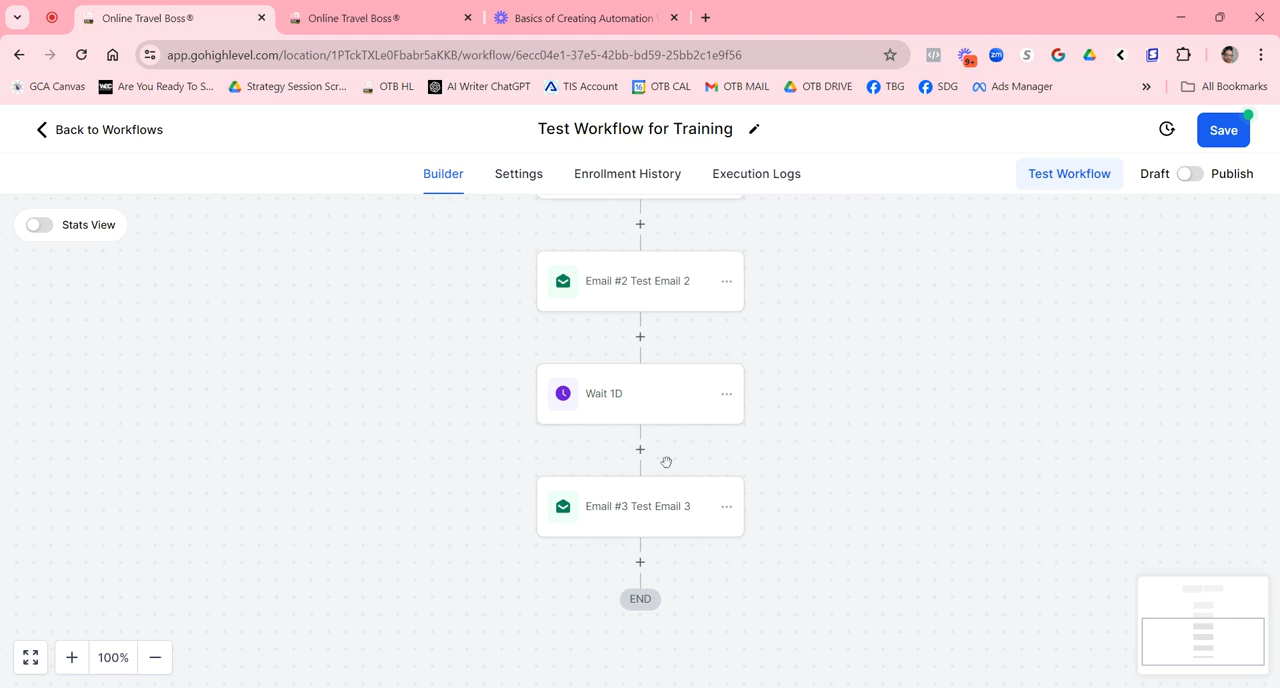 Online Travel Boss®
Online Travel Boss®
Basics of Creating Automation
app.gohighlevel.com/location/1PTckTXLe0Fbabr5aKKB/workflow/6ecc04e1-37e5-42bb-bd59-25bb2c1e9f56
9+
zm
S
GCA Canvas
Are You Ready To S...
Strategy Session Scr...
OTB HL
AI Writer ChatGPT
TIS Account
16
OTB CAL
OTB MAIL
OTB DRIVE
TBG
SDG
Ads Manager
All Bookmarks
Back to Workflows
Test Workflow for Training
Save
Builder
Settings
Enrollment History
Execution Logs
Test Workflow
Draft
Publish
Stats View
Email #2 Test Email 2
Wait 1D
Email #3 Test Email 3
END
100%